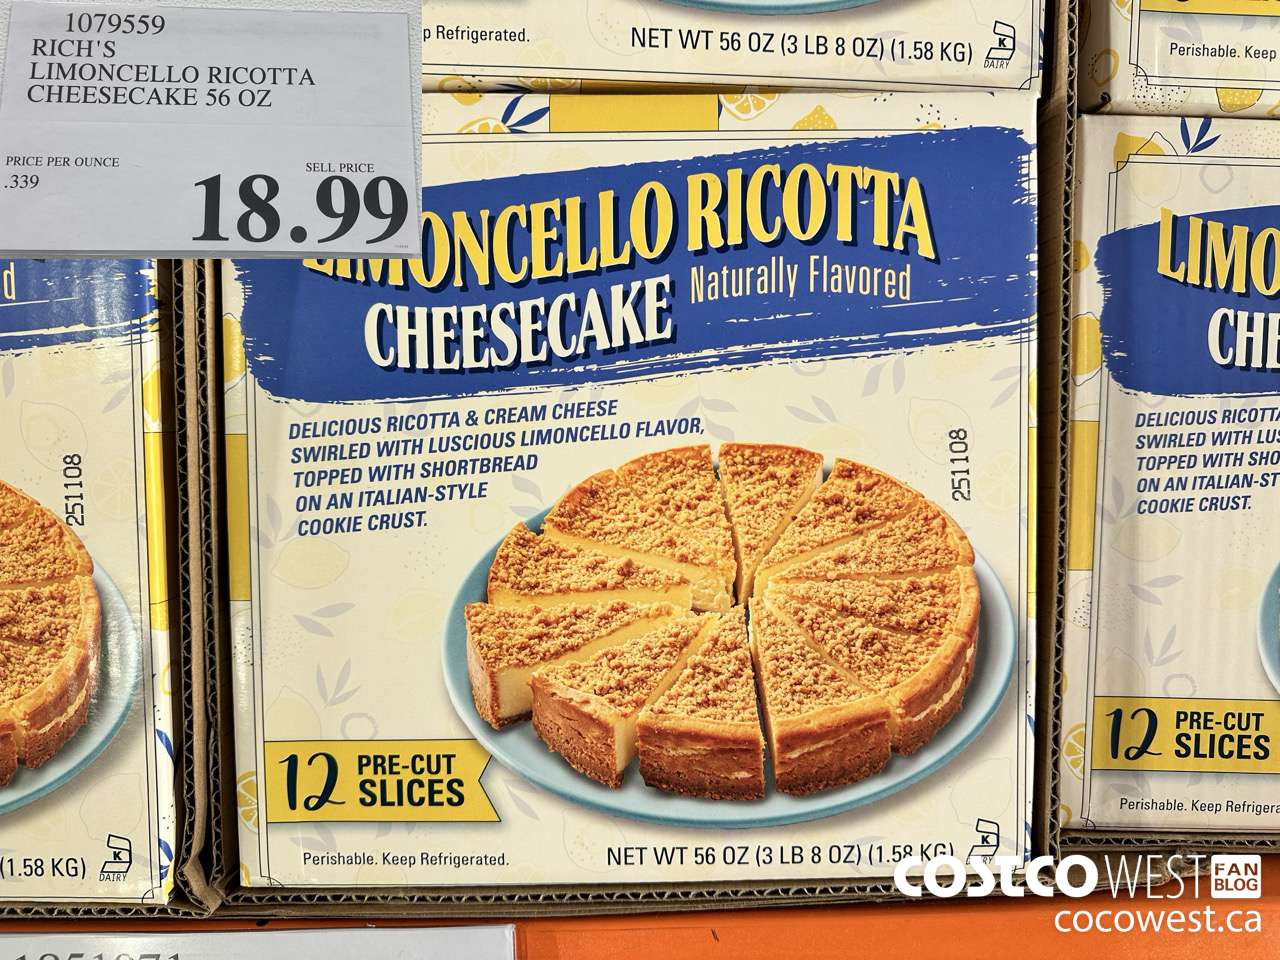 1079559
RICH'S
LIMONCELLO RICOTTA
CHEESECAKE 56 OZ
PRICE PER OUNCE
.339
SELL PRICE
18.99
p Refrigerated.
NET WT 56 OZ (3 LB 8 OZ) (1.58 KG)
K
DAIRY
Perishable. Keep
LIMONCELLO RICOTTA
CHEESECAKE
Naturally Flavored
DELICIOUS RICOTTA & CREAM CHEESE
SWIRLED WITH LUSCIOUS LIMONCELLO FLAVOR,
TOPPED WITH SHORTBREAD
ON AN ITALIAN-STYLE
COOKIE CRUST.
251108
12 PRE-CUT
SLICES
Perishable. Keep Refrigerated.
NET WT 56 OZ (3 LB 8 OZ) (1.58 KG)
d
251108
(1.58 KG)
K
DAIRY
LIMO
CHE
DELICIOUS RICOTTA
SWIRLED WITH LUS
TOPPED WITH SHO
ON AN ITALIAN-ST
COOKIE CRUST.
12 PRE-CUT
SLICES
Perishable. Keep Refrigera
COSTCO WEST FAN
BLOG
cocowest.ca